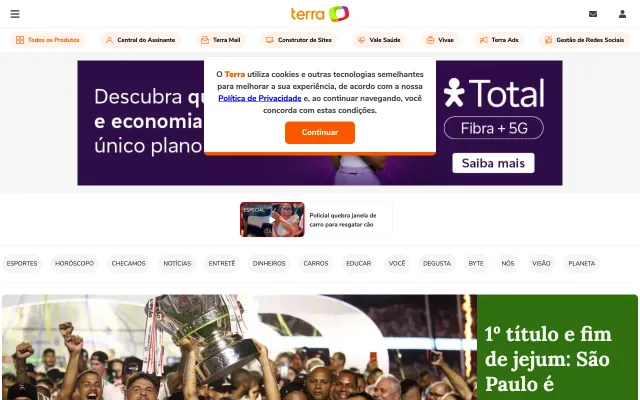 terra
Todos os Produtos
Central do Assinante
Terra Mail
Construtor de Sites
Vale Saúde
Vivae
Terra Ads
Gestão de Redes Sociais
Descubra qu
e economia
único plano
O Terra utiliza cookies e outras tecnologias semelhantes
para melhorar a sua experiência, de acordo com a nossa
Política de Privacidade e, ao continuar navegando, você
concorda com estas condições.
Continuar
Total
Fibra + 5G
Saiba mais
ESPECIAL
Policial quebra janela de
carro para resgatar cão
ESPORTES
HORÓSCOPO
CHECAMOS
NOTÍCIAS
ENTRETÊ
DINHEIROS
CARROS
EDUCAR
VOCÊ
DEGUSTA
BYTE
NÓS
VISÃO
PLANETA
1º título e fim
de jejum: São
Paulo é